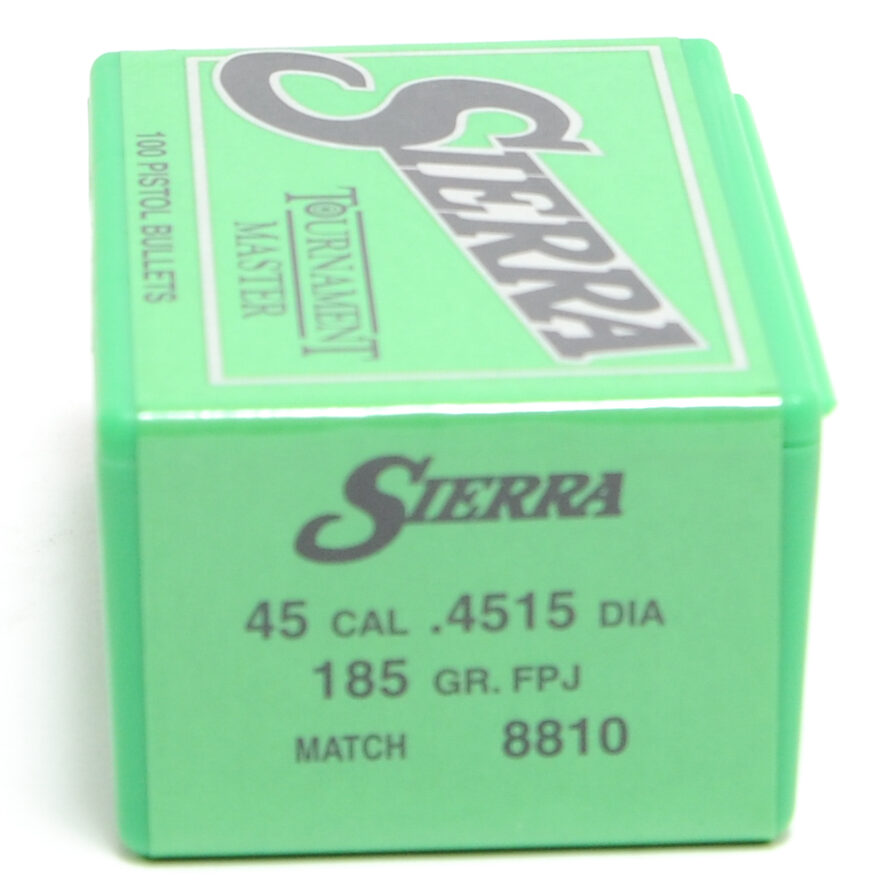 SIERRA
TOURNAMENT
MASTER
100 PISTOL BULLETS
SIERRA
45 CAL .4515 DIA
185 GR. FPJ
MATCH 8810